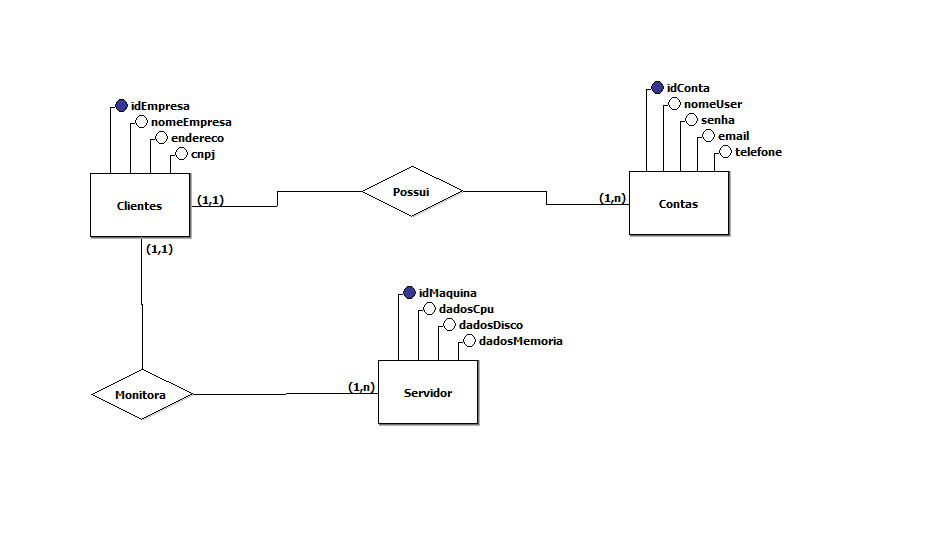 idEmpresa
nomeEmpresa
endereco
cnpj
Clientes
(1,1)
(1,1)
Possui
idConta
nomeUser
senha
email
telefone
(1,n)
Contas
Monitora
idMaquina
dadosCpu
dadosDisco
dadosMemoria
(1,n)
Servidor